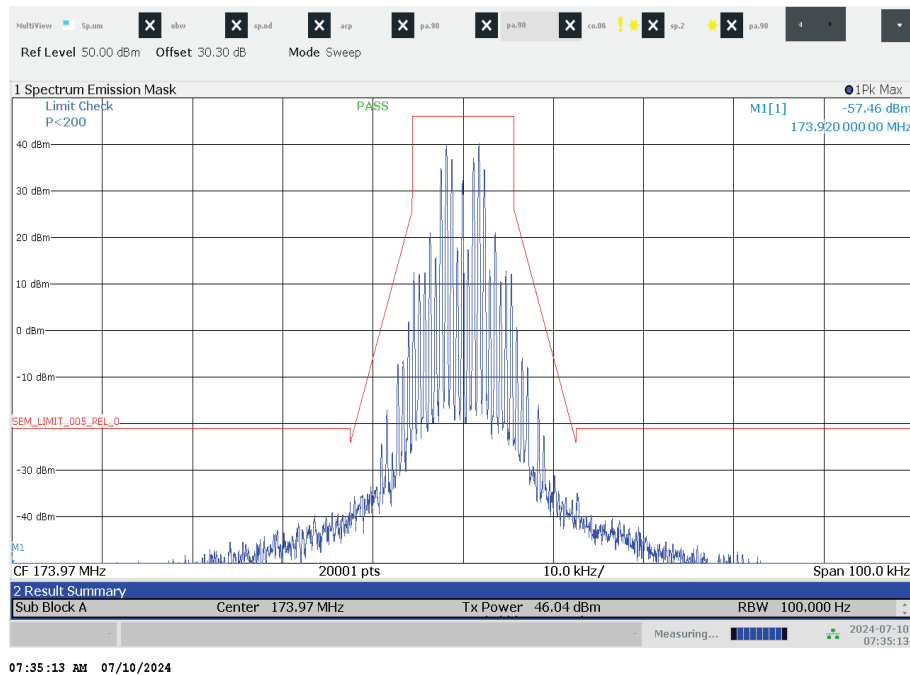 MultiView Sp.um obw sp.nd acp pa.90 pa.90 co.06 sp.2 pa.90
Ref Level 50.00 dBm Offset 30.30 dB Mode Sweep
1 Spectrum Emission Mask 1Pk Max
Limit Check PASS M1[1] -57.46 dBm
P<200 173.920 000 00 MHz
40 dBm
30 dBm
20 dBm
10 dBm
0 dBm
-10 dBm
SEM_LIMIT_005_REL_0
-30 dBm
-40 dBm
M1
CF 173.97 MHz 20001 pts 10.0 kHz/ Span 100.0 kHz
2 Result Summary
Sub Block A Center 173.97 MHz Tx Power 46.04 dBm RBW 100.000 Hz
Measuring... 2024-07-10
07:35:13
07:35:13 AM 07/10/2024